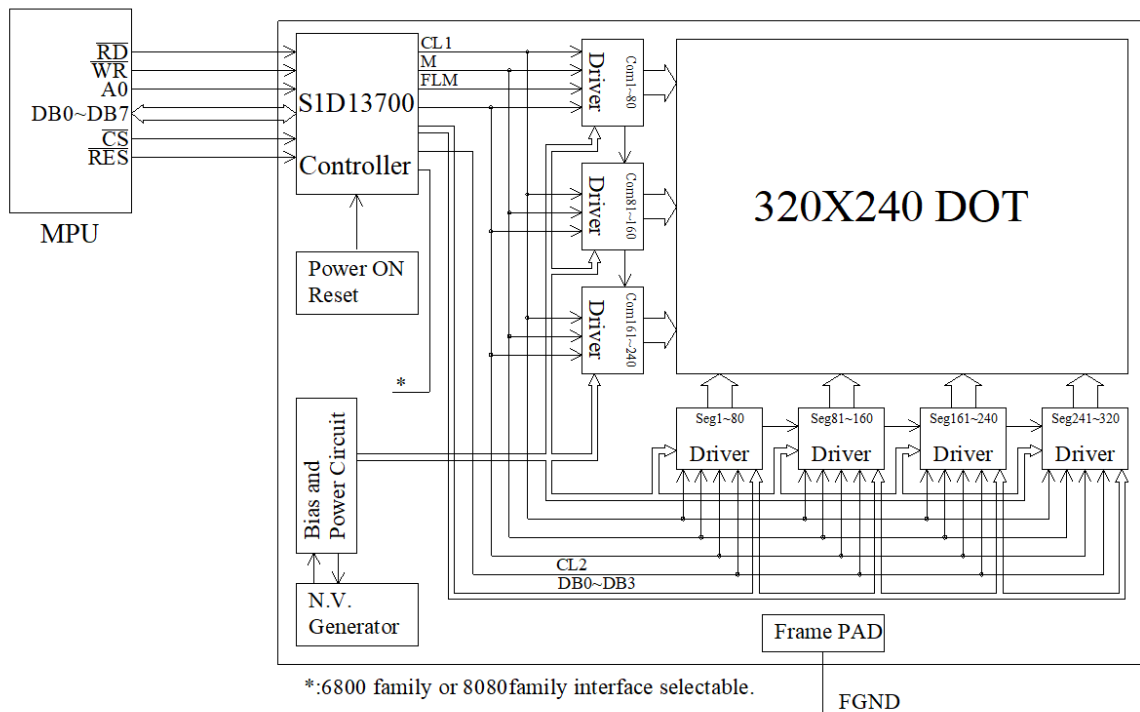 RD
WR
A0
DB0~DB7
CS
RES
MPU
S1D13700
Controller
CL1
M
FLM
Power ON
Reset
*
Bias and
Power Circuit
N.V.
Generator
Driver
Com1~80
Driver
Com81~160
Driver
Com161~240
320X240 DOT
Seg1~80
Driver
Seg81~160
Driver
Seg161~240
Driver
Seg241~320
Driver
CL2
DB0~DB3
Frame PAD
FGND
*:6800 family or 8080family interface selectable.